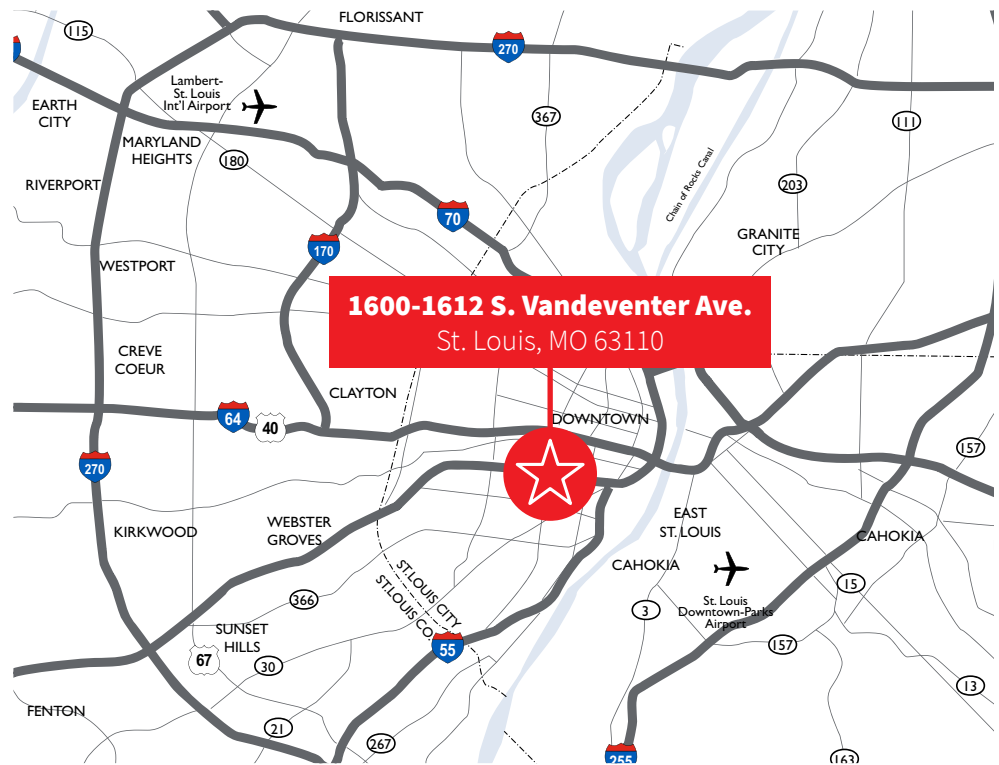 FLORISSANT
115
270
Lambert-
St. Louis
Int'l Airport
EARTH
CITY
367
111
MARYLAND
HEIGHTS
180
RIVERPORT
203
Chain of Rocks Canal
70
170
GRANITE
CITY
WESTPORT
1600-1612 S. Vandeventer Ave.
St. Louis, MO 63110
CREVE
COEUR
CLAYTON
DOWNTOWN
64
40
157
270
KIRKWOOD
WEBSTER
GROVES
EAST
ST. LOUIS
CAHOKIA
CAHOKIA
ST.LOUIS CITY
ST.LOUIS CO.
15
366
3
St. Louis
Downtown-Parks
Airport
SUNSET
HILLS
55
157
67
30
13
FENTON
21
267
255
163